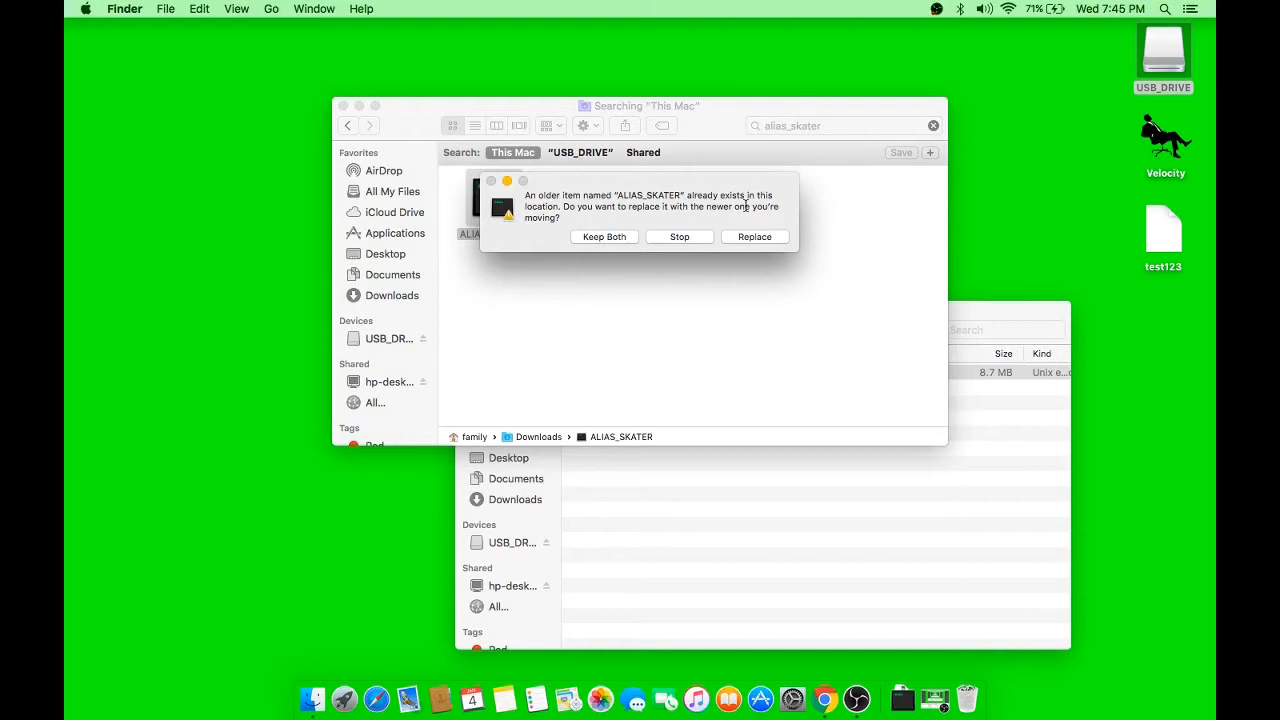 Finder File Edit View Go Window Help 71% Wed 7:45 PM
USB_DRIVE
Velocity
test123
Searching "This Mac"
alias_skater
Search: This Mac "USB_DRIVE" Shared Save +
Favorites
AirDrop
All My Files
iCloud Drive
Applications
Desktop
Documents
Downloads
Devices
USB_DR...
Shared
hp-desk...
All...
Tags
ALIA
An older item named "ALIAS_SKATER" already exists in this
location. Do you want to replace it with the newer one you're
moving?
Keep Both Stop Replace
family › Downloads › ALIAS_SKATER
Search
Size Kind
8.7 MB Unix e...
Desktop
Documents
Downloads
Devices
USB_DR...
Shared
hp-desk...
All...
Tags
JAN
4